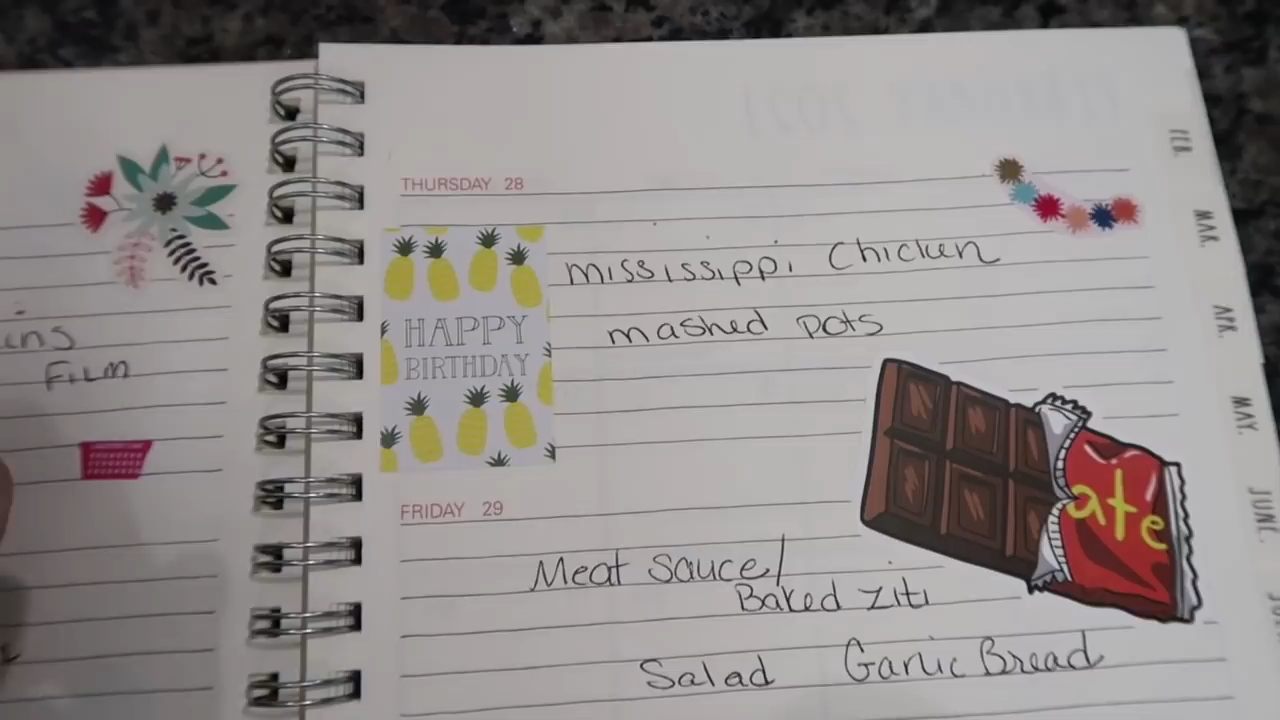 FILM
THURSDAY 28
mississippi Chicken
mashed pots
HAPPY
BIRTHDAY
ate
FRIDAY 29
Meat Sauce/
Baked Ziti
Salad Garlic Bread
FEB.
MAR.
APR.
MAY.
JUNE.